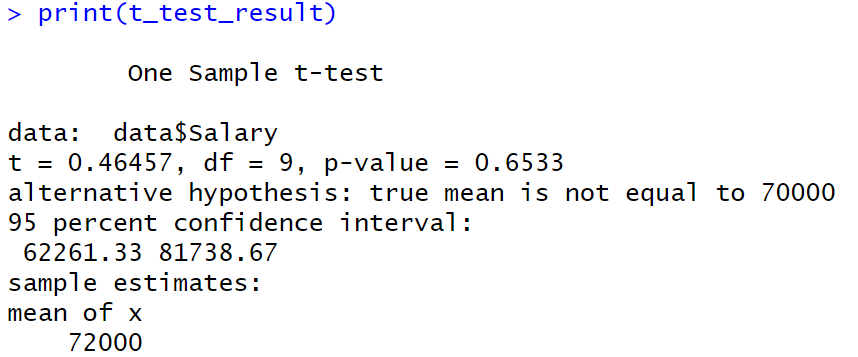 > print(t_test_result)
One Sample t-test
data:  data$Salary
t = 0.46457, df = 9, p-value = 0.6533
alternative hypothesis: true mean is not equal to 70000
95 percent confidence interval:
 62261.33 81738.67
sample estimates:
mean of x
    72000